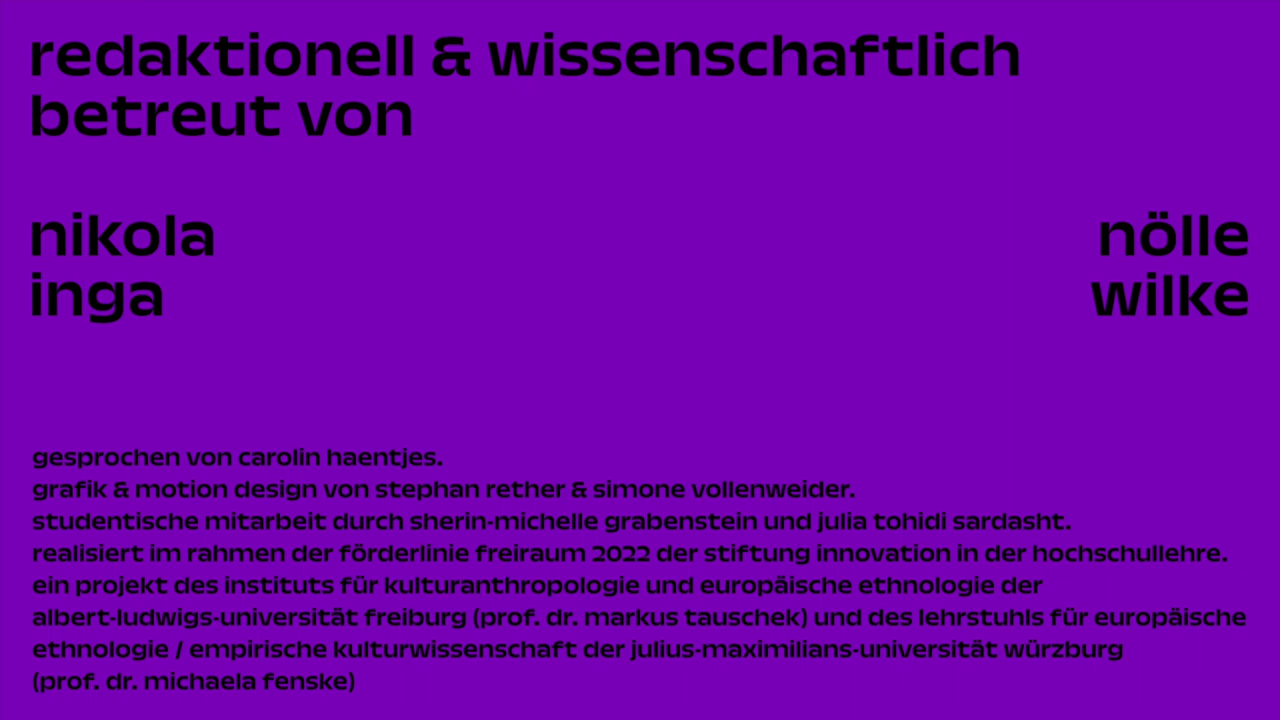 redaktionell & wissenschaftlich
betreut von
nikola nölle
inga wilke
gesprochen von carolin haentjes.
grafik & motion design von stephan rether & simone vollenweider.
studentische mitarbeit durch sherin-michelle grabenstein und julia tohidi sardasht.
realisiert im rahmen der förderlinie freiraum 2022 der stiftung innovation in der hochschullehre.
ein projekt des instituts für kulturanthropologie und europäische ethnologie der
albert-ludwigs-universität freiburg (prof. dr. markus tauschek) und des lehrstuhls für europäische
ethnologie / empirische kulturwissenschaft der julius-maximilians-universität würzburg
(prof. dr. michaela fenske)